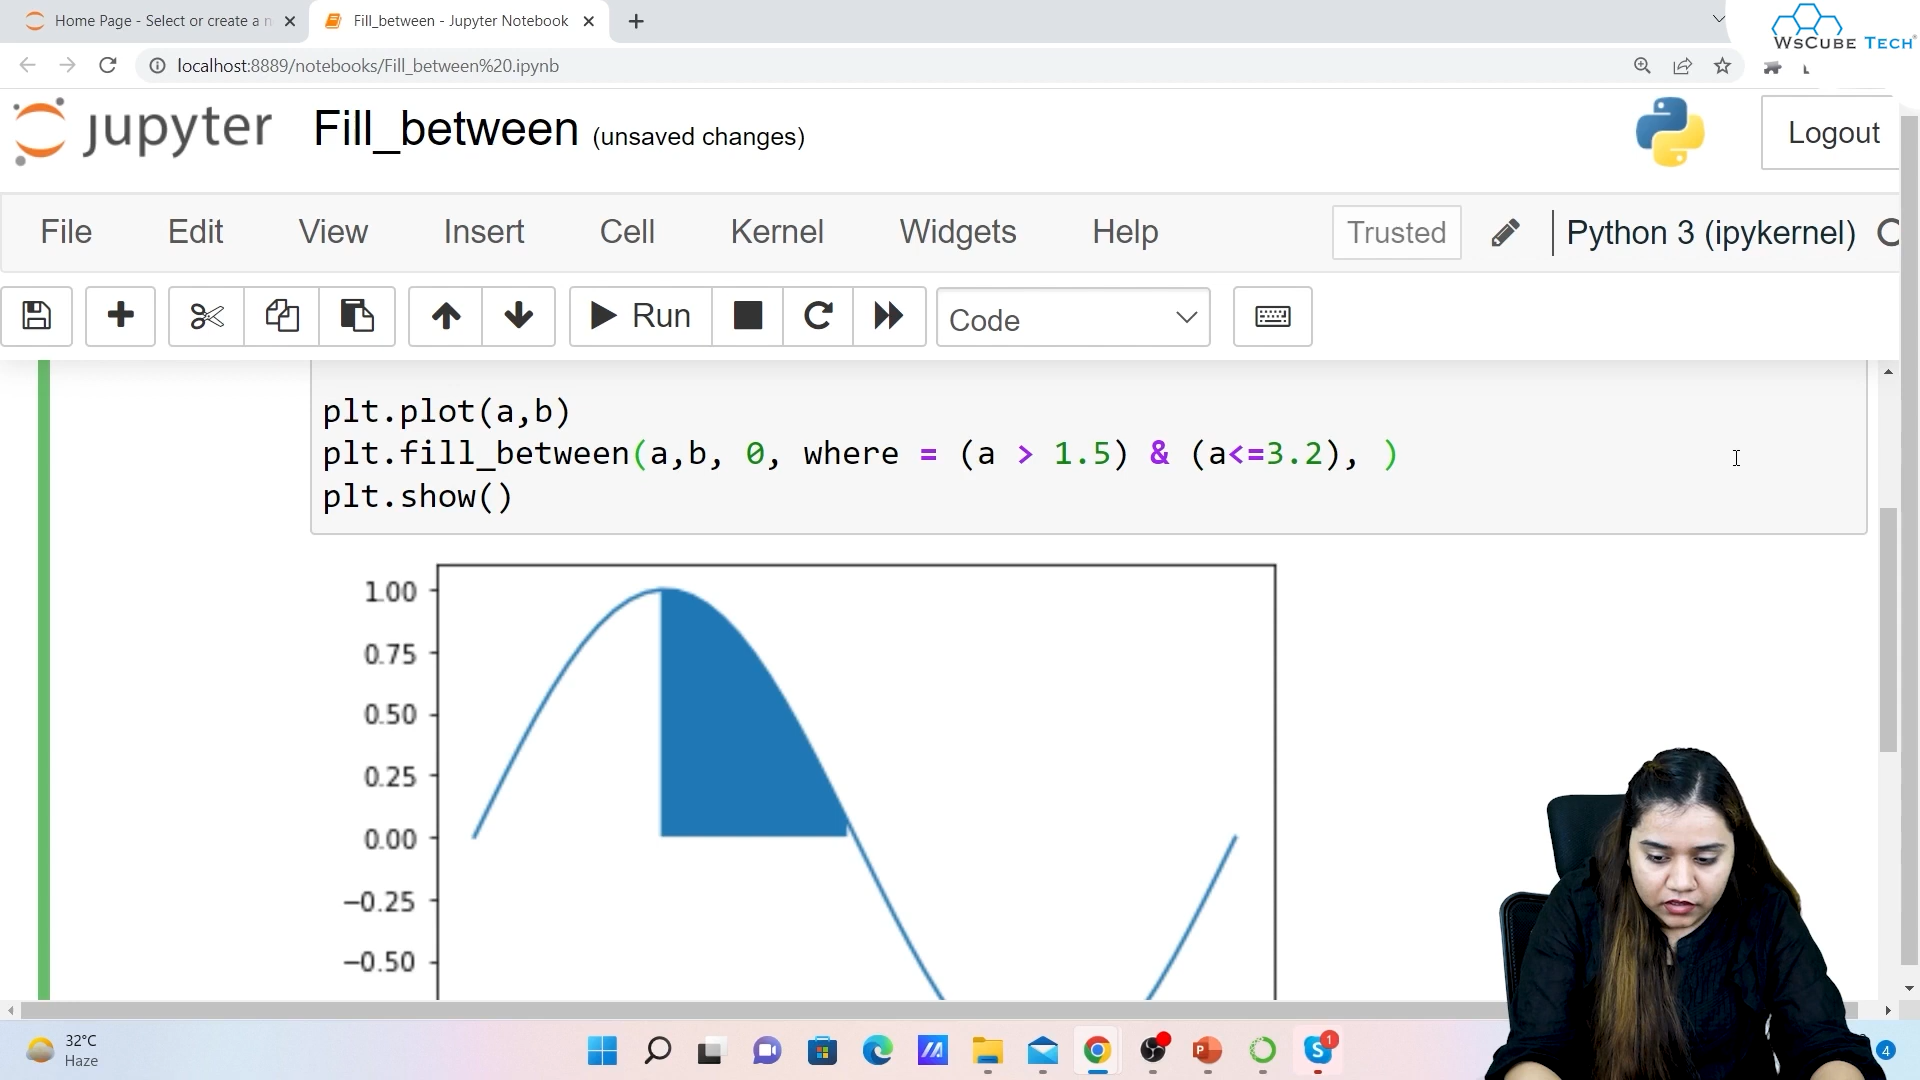 Home Page - Select or create a n
Fill_between - Jupyter Notebook
WsCube Tech
localhost:8889/notebooks/Fill_between%20.ipynb
jupyter
Fill_between (unsaved changes)
Logout
File Edit View Insert Cell Kernel Widgets Help
Trusted
Python 3 (ipykernel)
Run
Code
plt.plot(a,b)
plt.fill_between(a,b, 0, where = (a > 1.5) & (a<=3.2), )
plt.show()
1.00
0.75
0.50
0.25
0.00
−0.25
−0.50
32°C
Haze
1
4